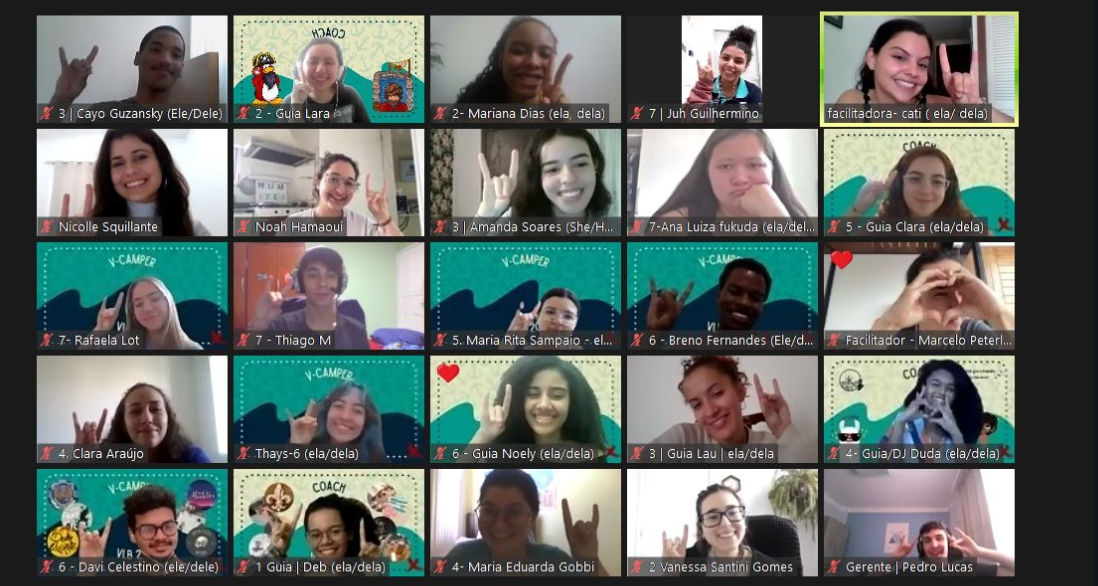 COACH
3 | Cayo Guzansky (Ele/Dele)
2 - Guia Lara
2- Mariana Dias (ela, dela)
7 | Juh Guilhermino
facilitadora- cati ( ela/ dela)
COACH
Nicolle Squillante
Noah Hamaoui
3 | Amanda Soares (She/H...
7-Ana Luiza fukuda (ela/del...
5 - Guia Clara (ela/dela)
V-CAMPER
V-CAMPER
V-CAMP
7- Rafaela Lot
7 - Thiago M
5. Maria Rita Sampaio - el...
6 - Breno Fernandes (Ele/d...
Facilitador - Marcelo Peterl...
V-CAMPER
4. Clara Araújo
Thays-6 (ela/dela)
6 - Guia Noely (ela/dela)
3 | Guia Lau | ela/dela
4- Guia/DJ Duda (ela/dela)
V-CAMP
COACH
VLB 2
6 - Davi Celestino (ele/dele)
1 Guia | Deb (ela/dela)
4- Maria Eduarda Gobbi
2 Vanessa Santini Gomes
Gerente | Pedro Lucas